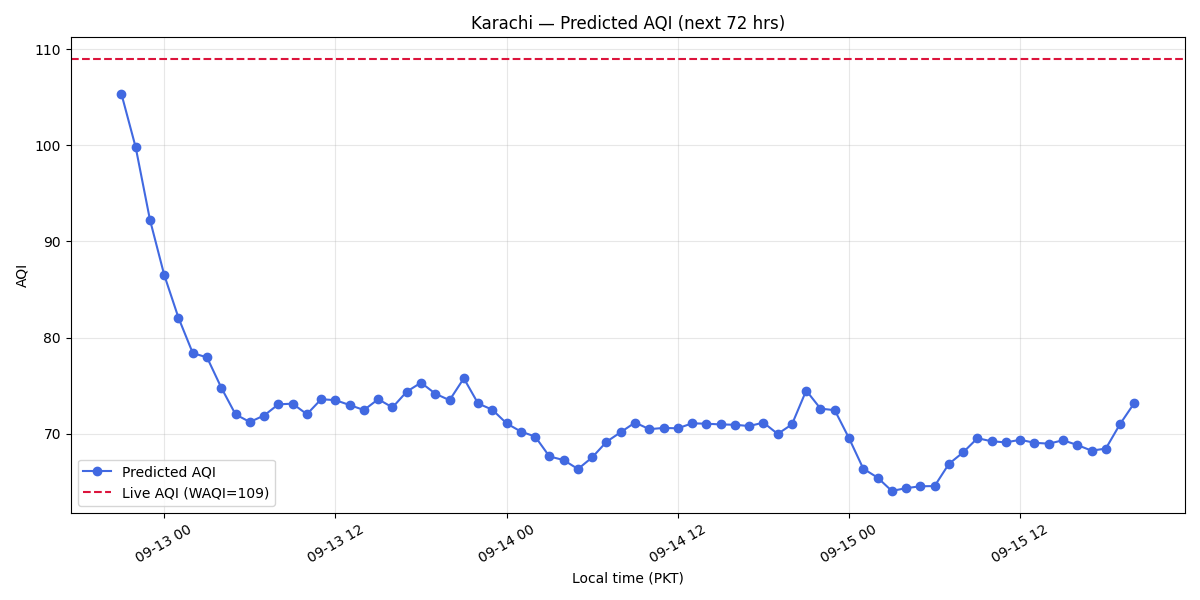 Karachi — Predicted AQI (next 72 hrs)
110
100
90
80
70
AQI
Predicted AQI
Live AQI (WAQI=109)
09-13 00
09-13 12
09-14 00
09-14 12
09-15 00
09-15 12
Local time (PKT)